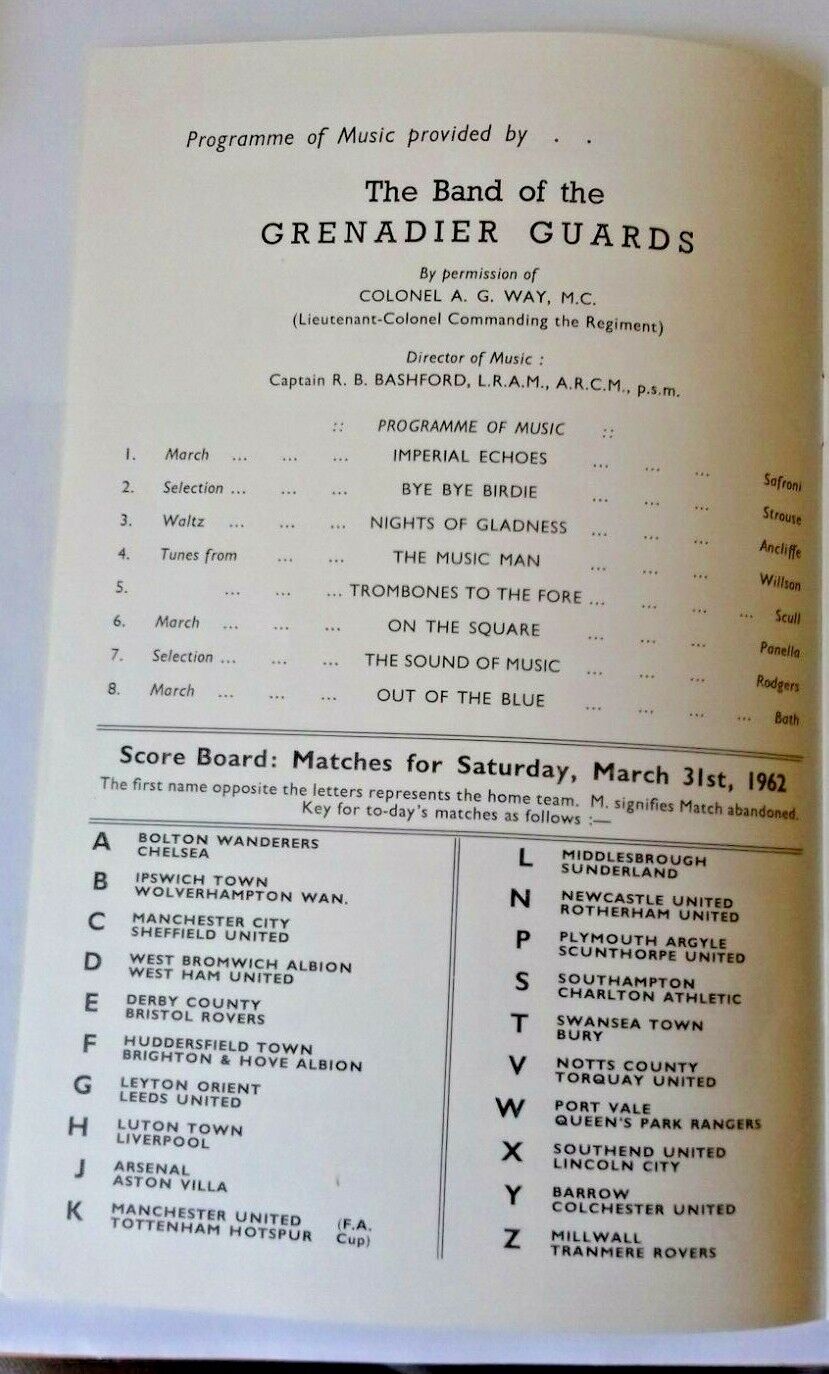 Programme of Music provided by . .
The Band of the
GRENADIER GUARDS
By permission of
COLONEL A. G. WAY, M.C.
(Lieutenant-Colonel Commanding the Regiment)
Director of Music :
Captain R. B. BASHFORD, L.R.A.M., A.R.C.M., p.s.m.
:: PROGRAMME OF MUSIC ::
1. March ... ... ... IMPERIAL ECHOES ... ... ... Safroni
2. Selection ... ... ... BYE BYE BIRDIE ... ... ... Strouse
3. Waltz ... ... ... NIGHTS OF GLADNESS ... ... ... Ancliffe
4. Tunes from ... ... THE MUSIC MAN ... ... ... Willson
5. ... ... ... TROMBONES TO THE FORE ... ... ... ... Scull
6. March ... ... ... ON THE SQUARE ... ... ... Panella
7. Selection ... ... ... THE SOUND OF MUSIC ... ... ... Rodgers
8. March ... ... ... OUT OF THE BLUE ... ... ... ... Bath
Score Board: Matches for Saturday, March 31st, 1962
The first name opposite the letters represents the home team. M. signifies Match abandoned.
Key for to-day's matches as follows :—
A BOLTON WANDERERS
CHELSEA
B IPSWICH TOWN
WOLVERHAMPTON WAN.
C MANCHESTER CITY
SHEFFIELD UNITED
D WEST BROMWICH ALBION
WEST HAM UNITED
E DERBY COUNTY
BRISTOL ROVERS
F HUDDERSFIELD TOWN
BRIGHTON & HOVE ALBION
G LEYTON ORIENT
LEEDS UNITED
H LUTON TOWN
LIVERPOOL
J ARSENAL
ASTON VILLA
K MANCHESTER UNITED (F.A.
TOTTENHAM HOTSPUR Cup)
L MIDDLESBROUGH
SUNDERLAND
N NEWCASTLE UNITED
ROTHERHAM UNITED
P PLYMOUTH ARGYLE
SCUNTHORPE UNITED
S SOUTHAMPTON
CHARLTON ATHLETIC
T SWANSEA TOWN
BURY
V NOTTS COUNTY
TORQUAY UNITED
W PORT VALE
QUEEN'S PARK RANGERS
X SOUTHEND UNITED
LINCOLN CITY
Y BARROW
COLCHESTER UNITED
Z MILLWALL
TRANMERE ROVERS